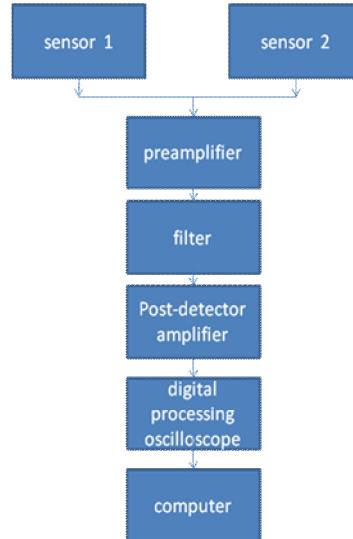 sensor 1
sensor 2
preamplifier
filter
Post-detector
amplifier
digital
processing
oscilloscope
computer